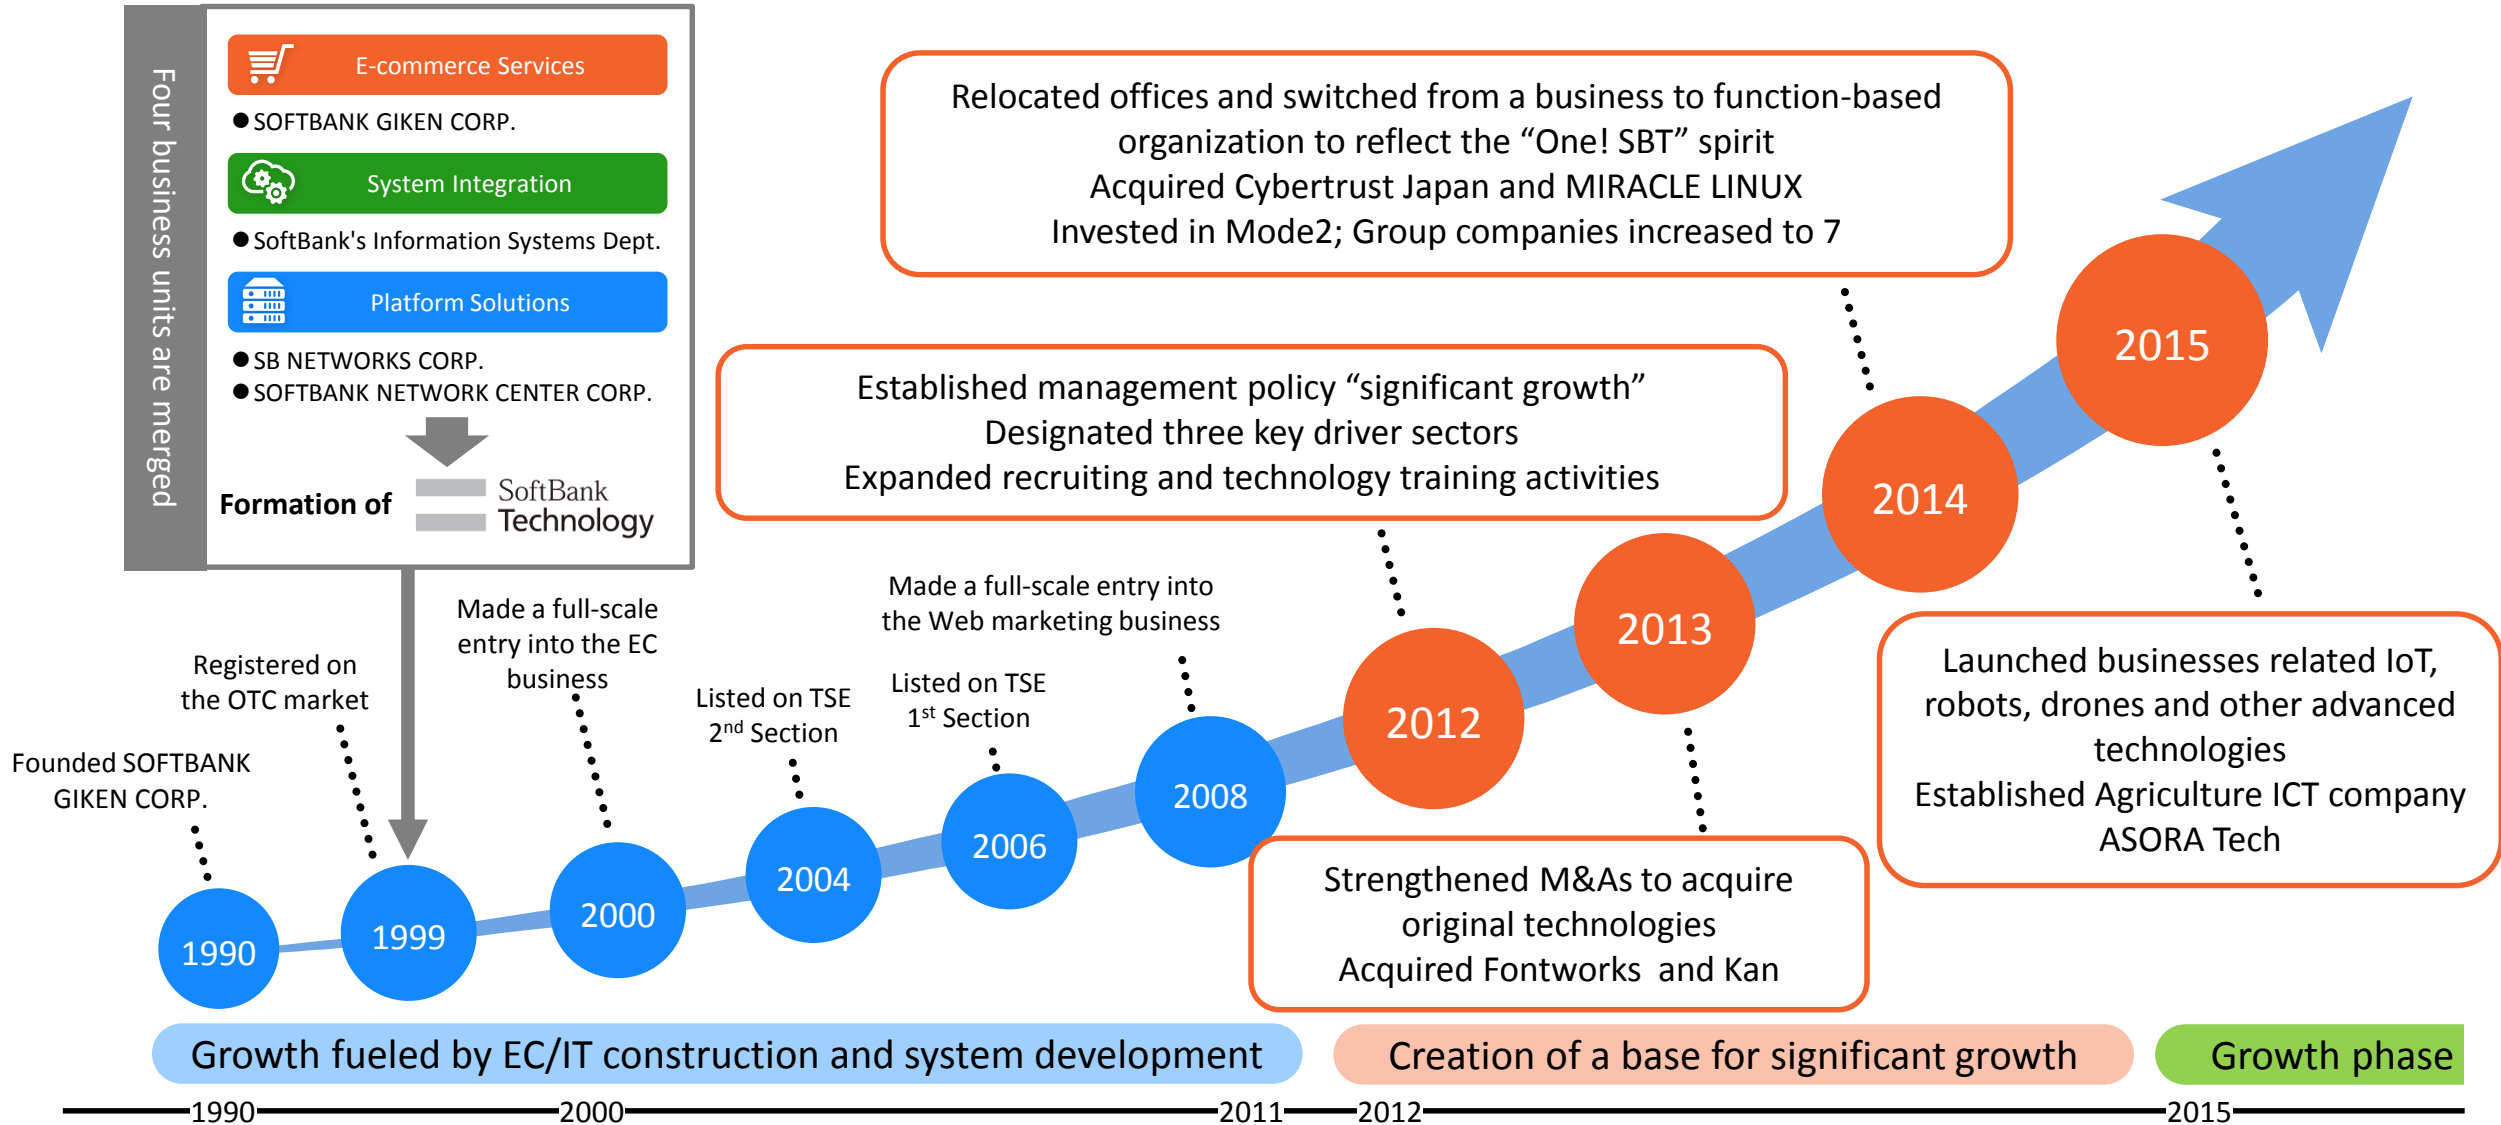 Four business units are merged
E-commerce Services
● SOFTBANK GIKEN CORP.
System Integration
● SoftBank's Information Systems Dept.
Platform Solutions
● SB NETWORKS CORP.
● SOFTBANK NETWORK CENTER CORP.
Formation of
SoftBank
Technology
Relocated offices and switched from a business to function-based
organization to reflect the “One! SBT” spirit
Acquired Cybertrust Japan and MIRACLE LINUX
Invested in Mode2; Group companies increased to 7
Established management policy “significant growth”
Designated three key driver sectors
Expanded recruiting and technology training activities
Founded SOFTBANK
GIKEN CORP.
Registered on
the OTC market
Made a full-scale
entry into the EC
business
Listed on TSE
2nd Section
Listed on TSE
1st Section
Made a full-scale entry into
the Web marketing business
1990
1999
2000
2004
2006
2008
2012
2013
2014
2015
Strengthened M&As to acquire
original technologies
Acquired Fontworks and Kan
Launched businesses related IoT,
robots, drones and other advanced
technologies
Established Agriculture ICT company
ASORA Tech
Growth fueled by EC/IT construction and system development
Creation of a base for significant growth
Growth phase
1990
2000
2011
2012
2015